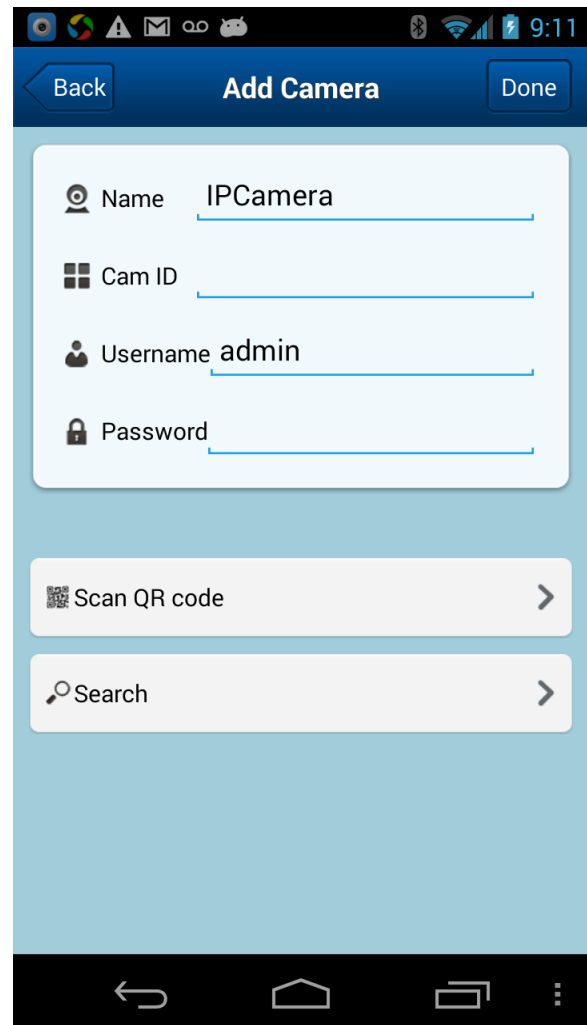 9:11
Back Add Camera Done
Name IPCamera
Cam ID
Username admin
Password
Scan QR code
Search